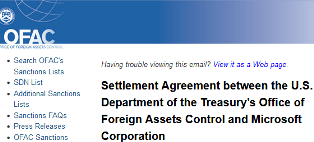 OFAC
OFFICE OF FOREIGN ASSETS CONTROL
Search OFAC's
Sanctions Lists
SDN List
Additional Sanctions
Lists
Sanctions FAQs
Press Releases
OFAC Sanctions
Having trouble viewing this email? View it as a Web page.
Settlement Agreement between the U.S.
Department of the Treasury's Office of
Foreign Assets Control and Microsoft
Corporation